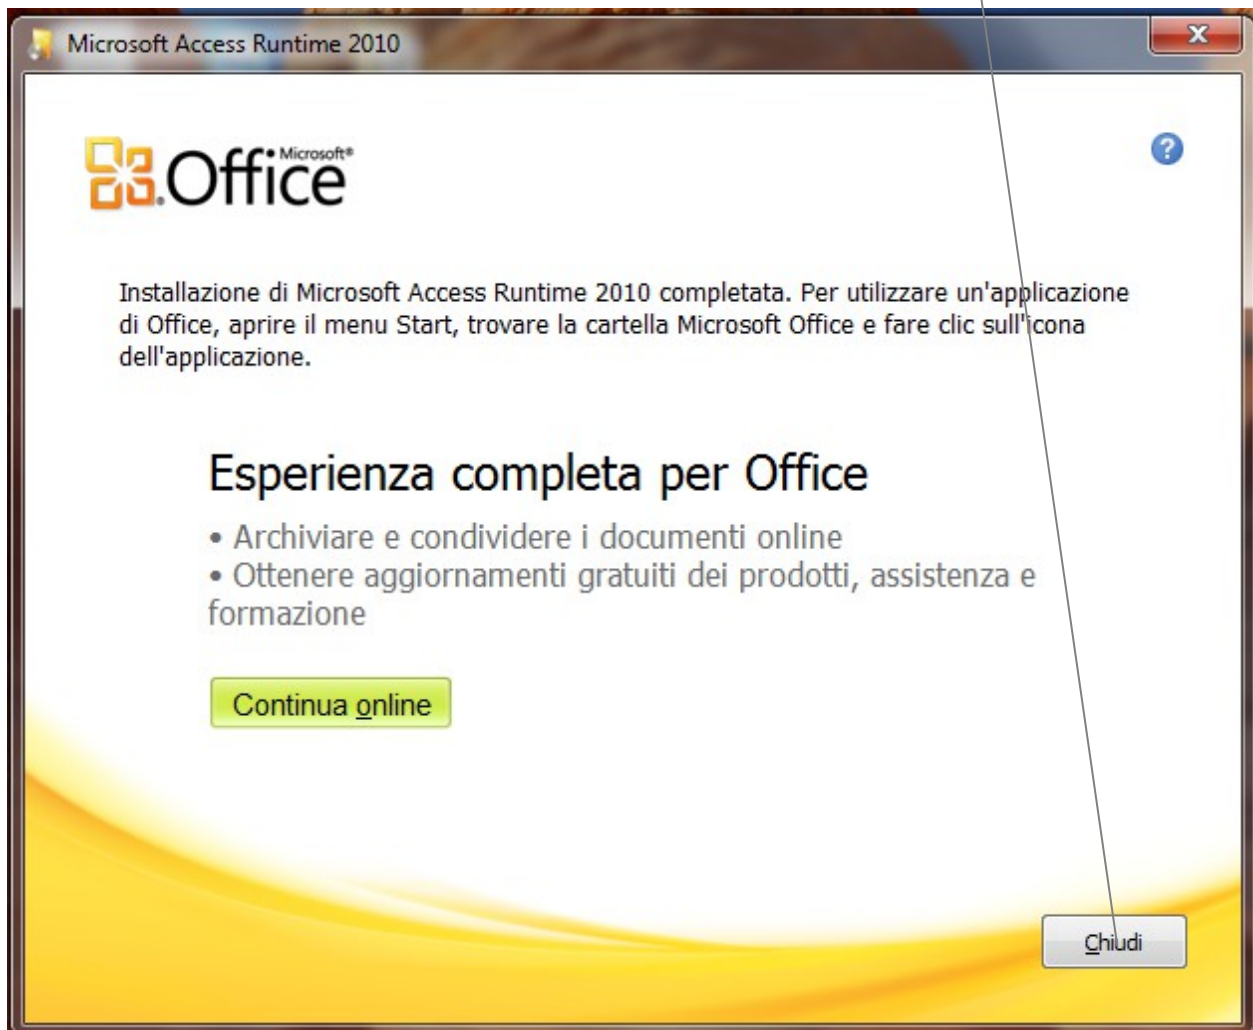 Microsoft Access Runtime 2010
Microsoft®
Office
Installazione di Microsoft Access Runtime 2010 completata. Per utilizzare un'applicazione
di Office, aprire il menu Start, trovare la cartella Microsoft Office e fare clic sull'icona
dell'applicazione.
Esperienza completa per Office
• Archiviare e condividere i documenti online
• Ottenere aggiornamenti gratuiti dei prodotti, assistenza e
formazione
Continua online
Chiudi